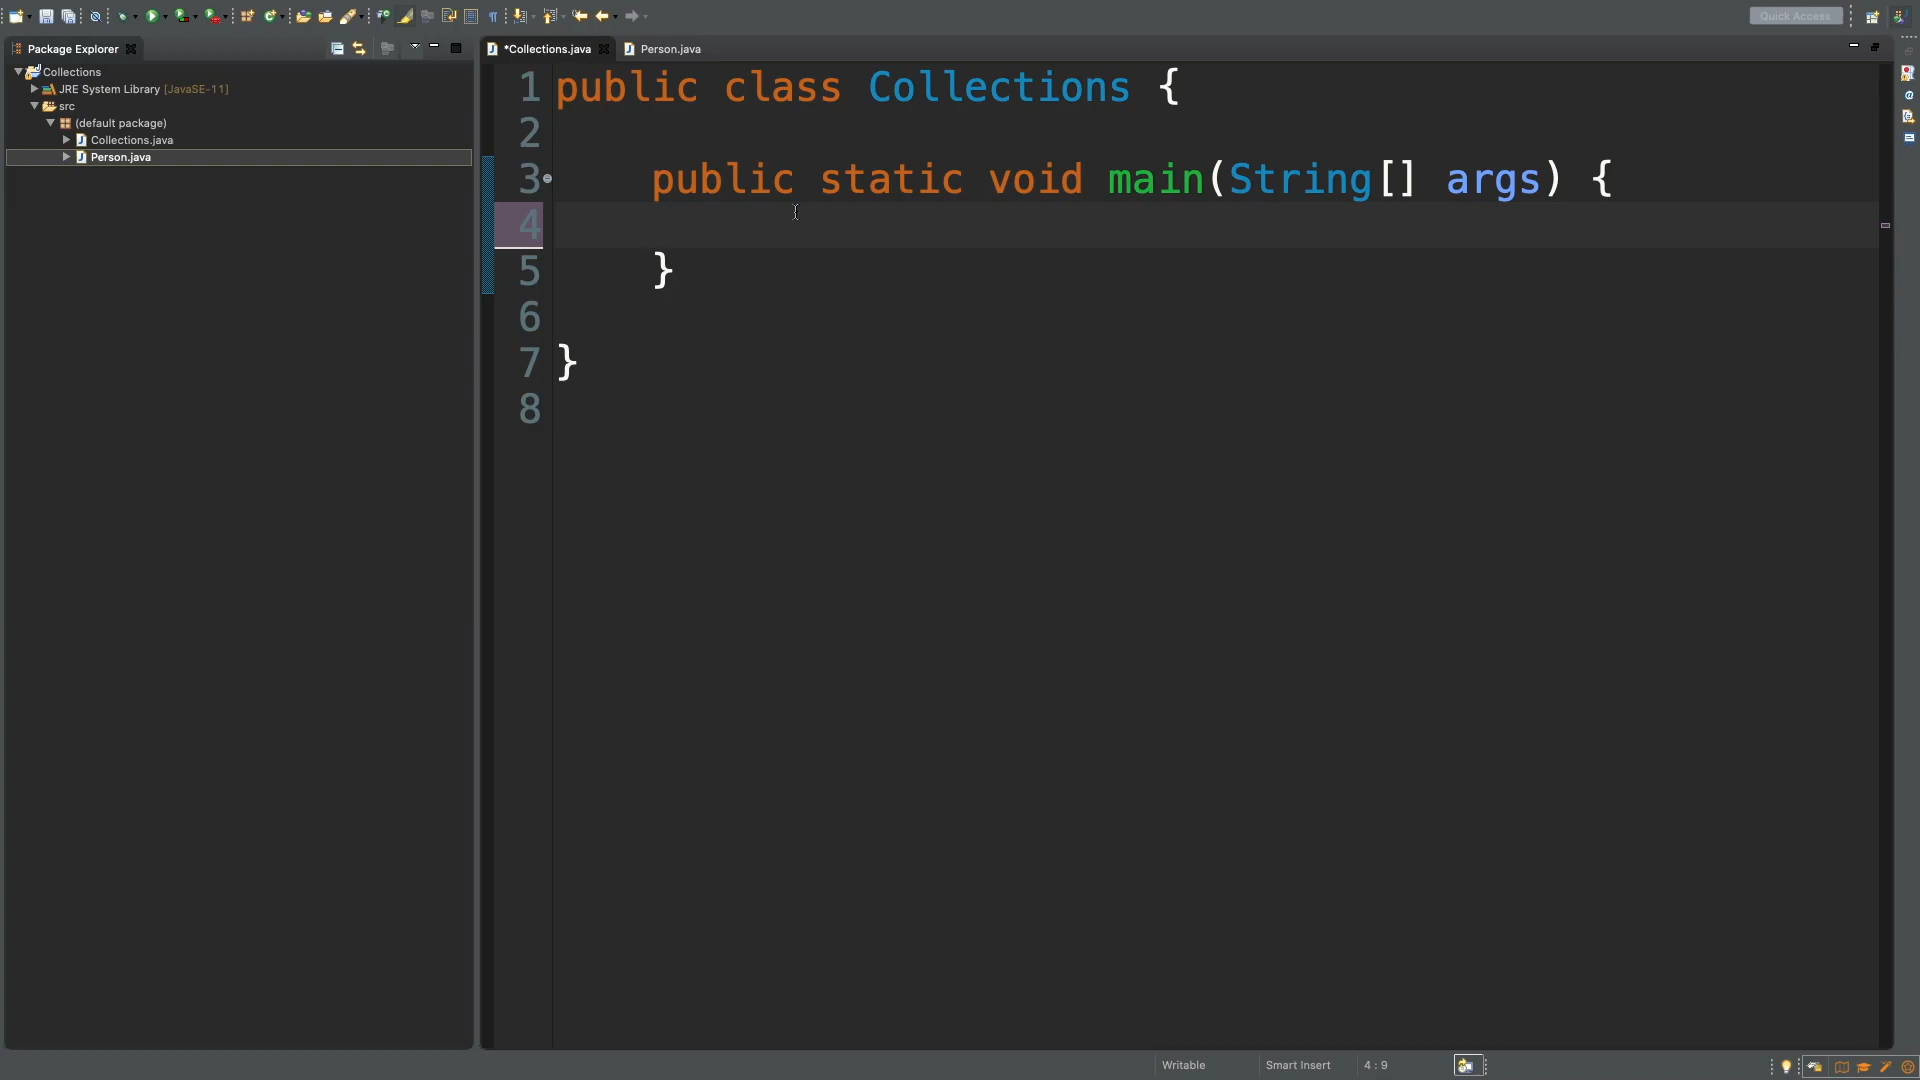 Quick Access
Package Explorer
*Collections.java
Person.java
Collections
JRE System Library [JavaSE-11]
src
(default package)
Collections.java
Person.java
1 public class Collections {
2
3 public static void main(String[] args) {
4
5 }
6
7 }
8
Writable
Smart Insert
4 : 9